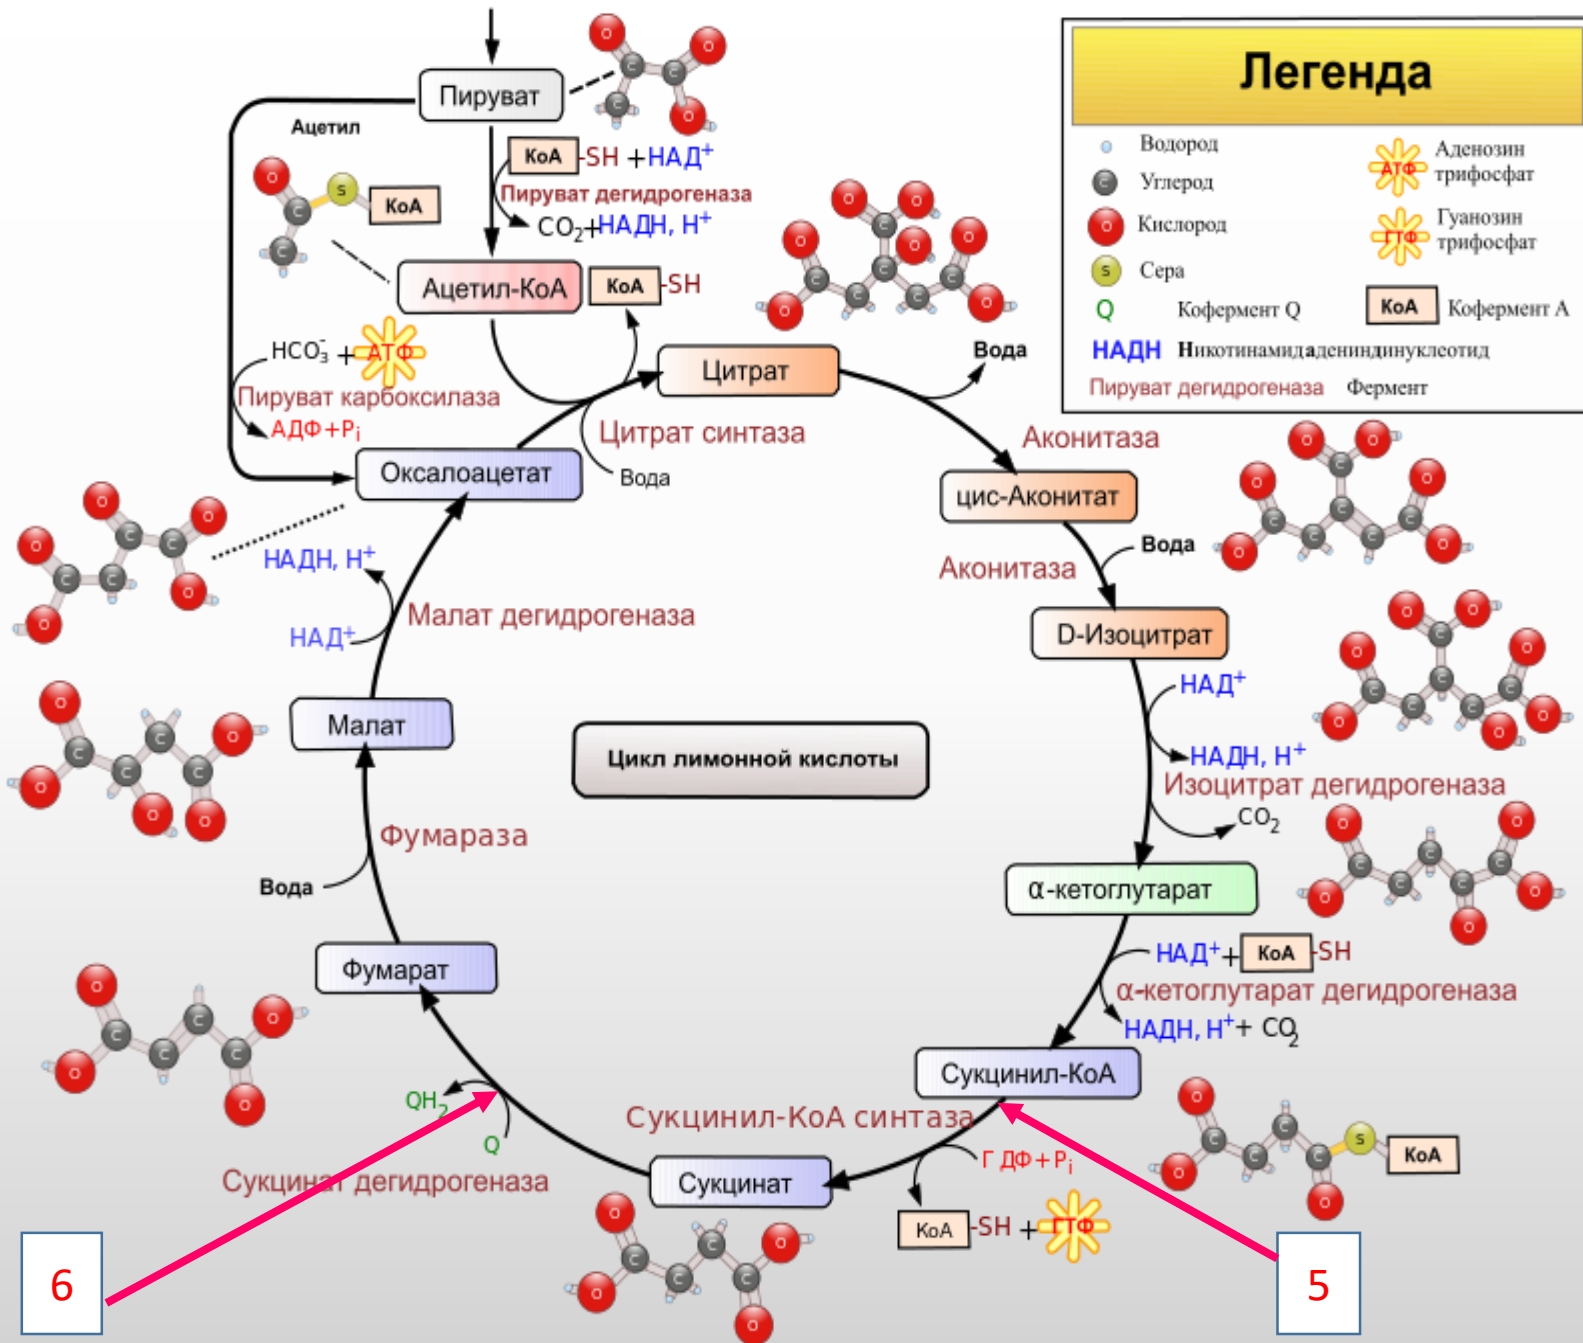 Пируват
Ацетил
КоА -SH +НАД⁺
Пируват дегидрогеназа
CO₂+НАДН, H⁺
S
КоА
Ацетил-КоА
КоА -SH
HCO₃⁻ + АТФ
Пируват карбоксилаза
АДФ+Pᵢ
Цитрат
Вода
Цитрат синтаза
Вода
Оксалоацетат
Аконитаза
цис-Аконитат
Вода
Аконитаза
D-Изоцитрат
НАД⁺
НАДН, H⁺
Изоцитрат дегидрогеназа
CO₂
α-кетоглутарат
НАД⁺+ КоА -SH
α-кетоглутарат дегидрогеназа
НАДН, H⁺+ CO₂
Сукцинил-КоА
S
КоА
Сукцинил-КоА синтаза
ГДФ+Pᵢ
КоА -SH + ГТФ
Сукцинат
QH₂
Q
Сукцинат дегидрогеназа
Фумарат
Вода
Фумараза
Малат
НАД⁺
НАДН, H⁺
Малат дегидрогеназа
Цикл лимонной кислоты
6
5
Легенда
Водород
C Углерод
O Кислород
S Сера
Q Кофермент Q
АТФ Аденозин
трифосфат
ГТФ Гуанозин
трифосфат
КоА Кофермент А
НАДН Никотинамидадениндинуклеотид
Пируват дегидрогеназа Фермент